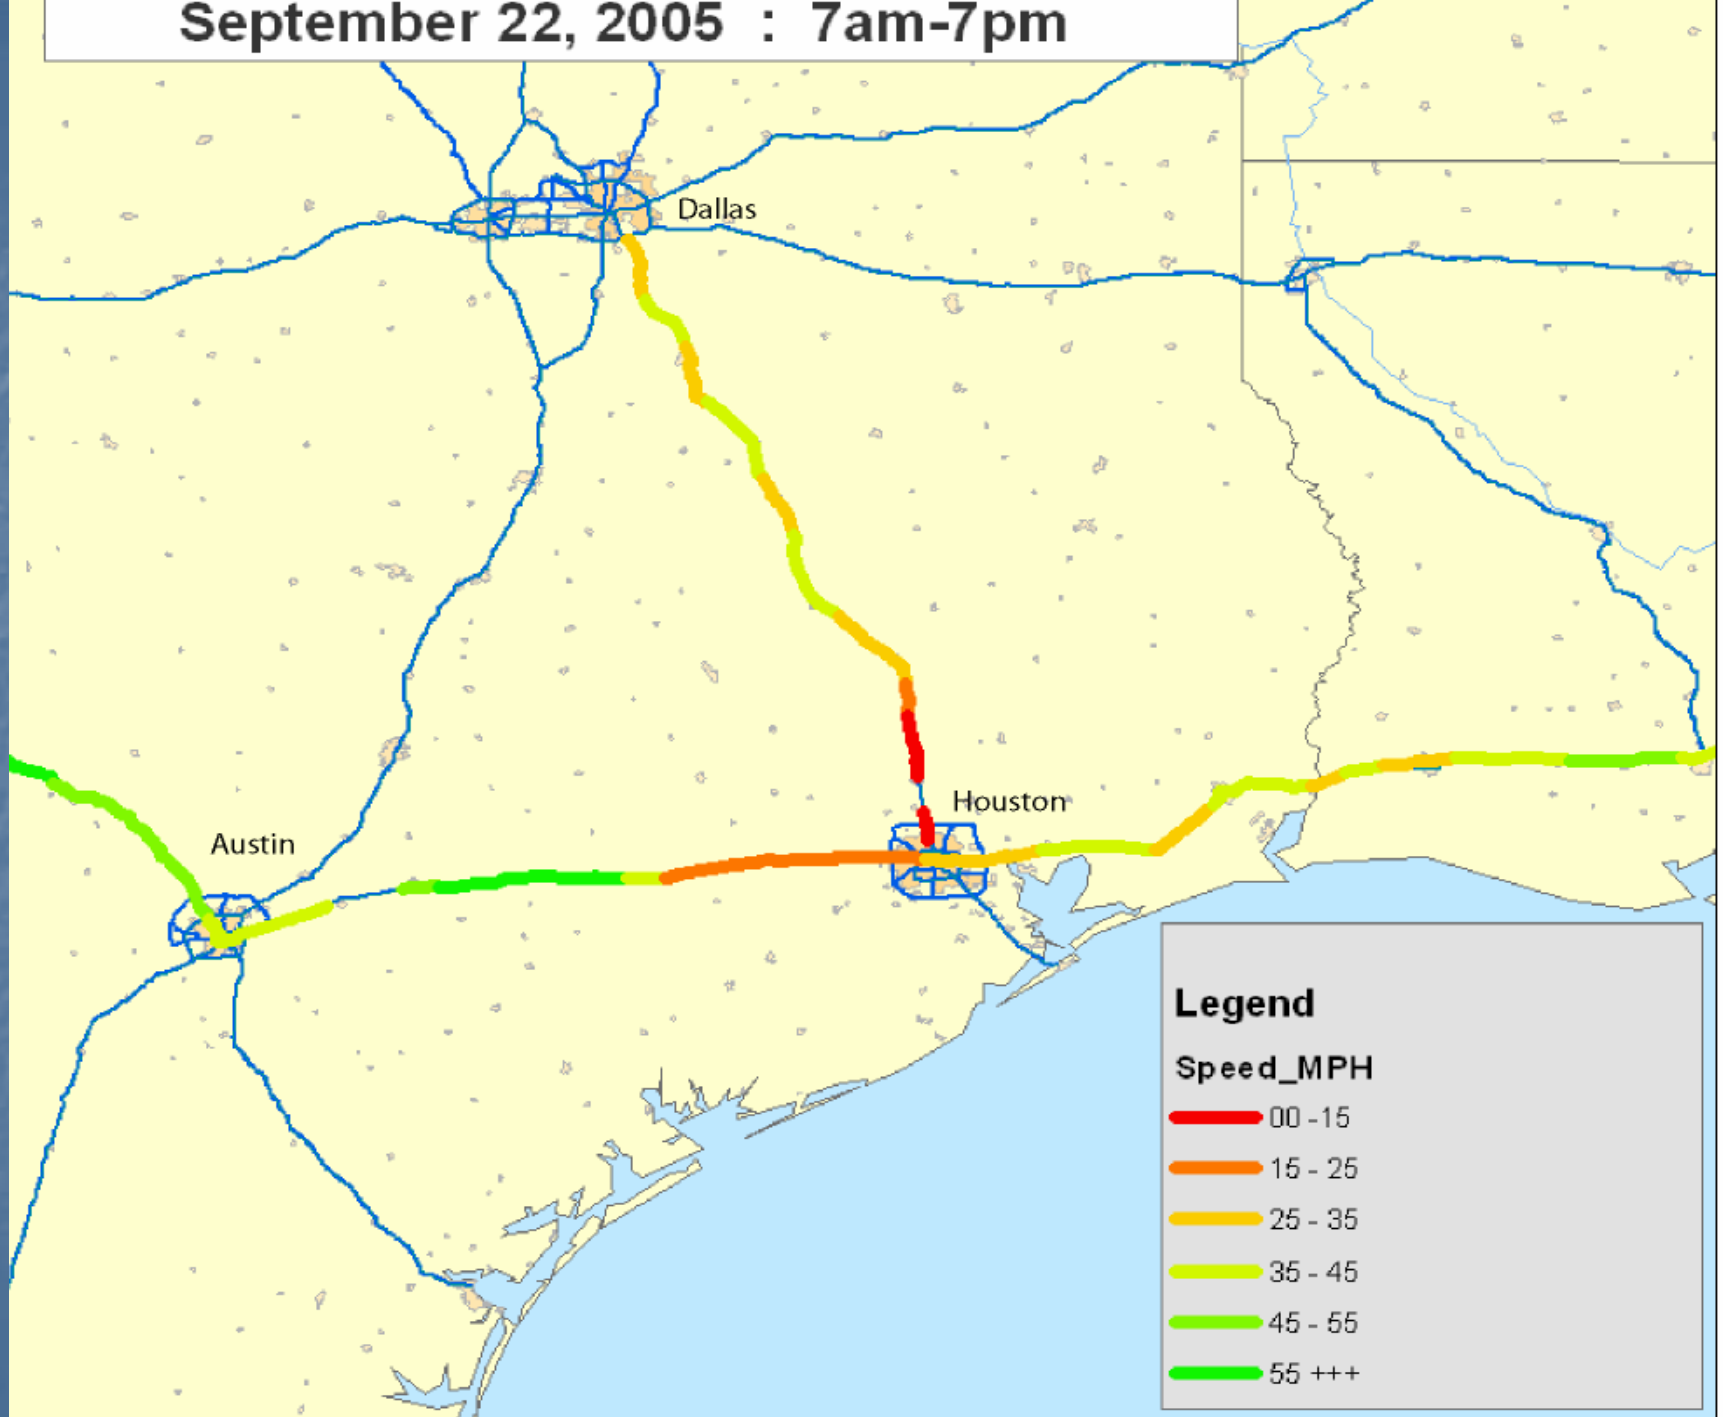 September 22, 2005 : 7am-7pm
Dallas
Houston
Austin
Legend
Speed_MPH
00 -15
15 - 25
25 - 35
35 - 45
45 - 55
55 +++